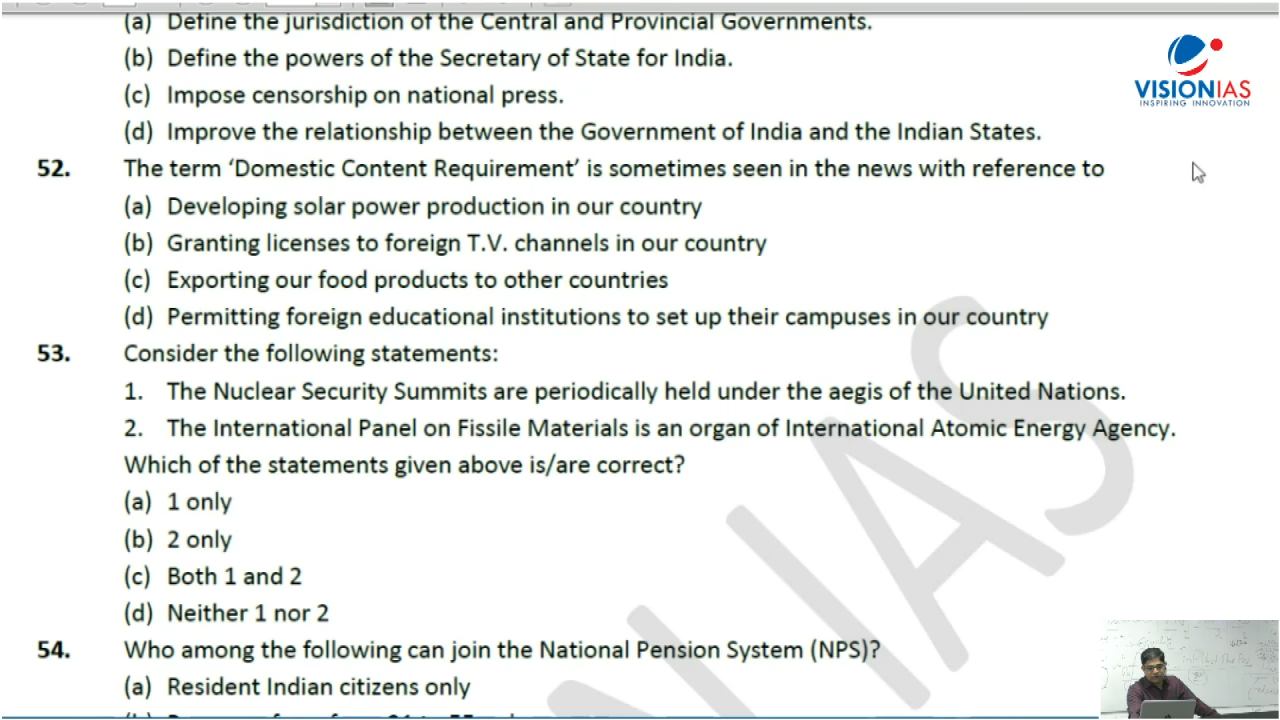 (a) Define the jurisdiction of the Central and Provincial Governments.
(b) Define the powers of the Secretary of State for India.
(c) Impose censorship on national press.
(d) Improve the relationship between the Government of India and the Indian States.
VISIONIAS
INSPIRING INNOVATION
52. The term ‘Domestic Content Requirement’ is sometimes seen in the news with reference to
(a) Developing solar power production in our country
(b) Granting licenses to foreign T.V. channels in our country
(c) Exporting our food products to other countries
(d) Permitting foreign educational institutions to set up their campuses in our country
53. Consider the following statements:
1. The Nuclear Security Summits are periodically held under the aegis of the United Nations.
2. The International Panel on Fissile Materials is an organ of International Atomic Energy Agency.
Which of the statements given above is/are correct?
(a) 1 only
(b) 2 only
(c) Both 1 and 2
(d) Neither 1 nor 2
54. Who among the following can join the National Pension System (NPS)?
(a) Resident Indian citizens only